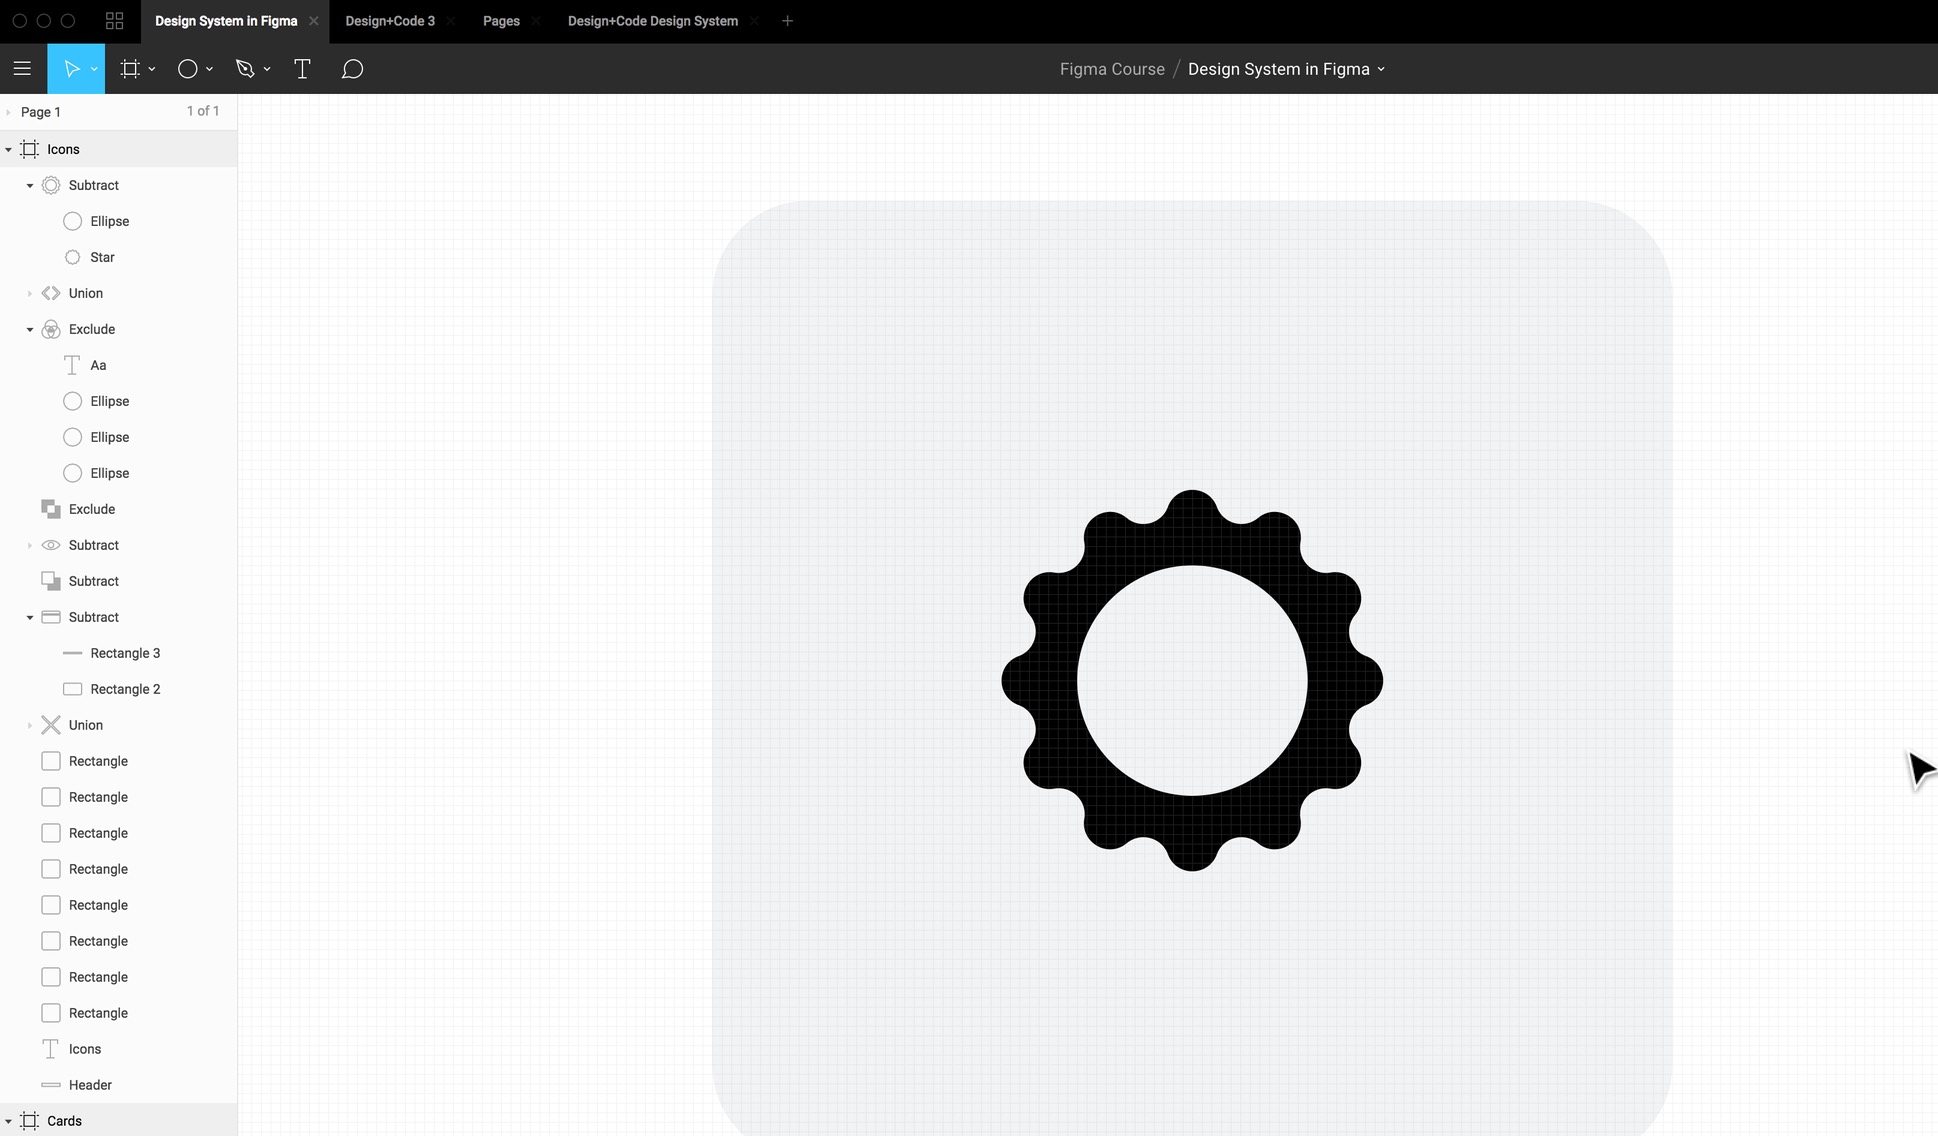 Design System in Figma
Design+Code 3
Pages
Design+Code Design System
Figma Course / Design System in Figma
Page 1
1 of 1
Icons
Subtract
Ellipse
Star
Union
Exclude
Aa
Ellipse
Ellipse
Ellipse
Exclude
Subtract
Subtract
Subtract
Rectangle 3
Rectangle 2
Union
Rectangle
Rectangle
Rectangle
Rectangle
Rectangle
Rectangle
Rectangle
Rectangle
Icons
Header
Cards